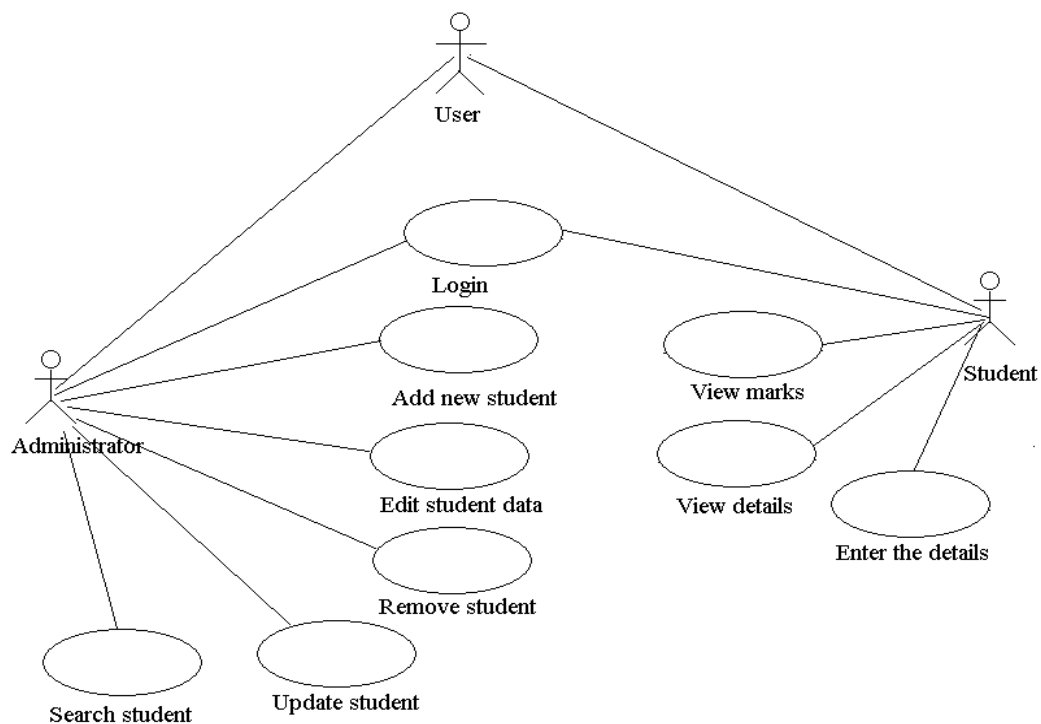 User
Login
Student
Add new student
View marks
Administrator
Edit student data
View details
Enter the details
Remove student
Update student
Search student